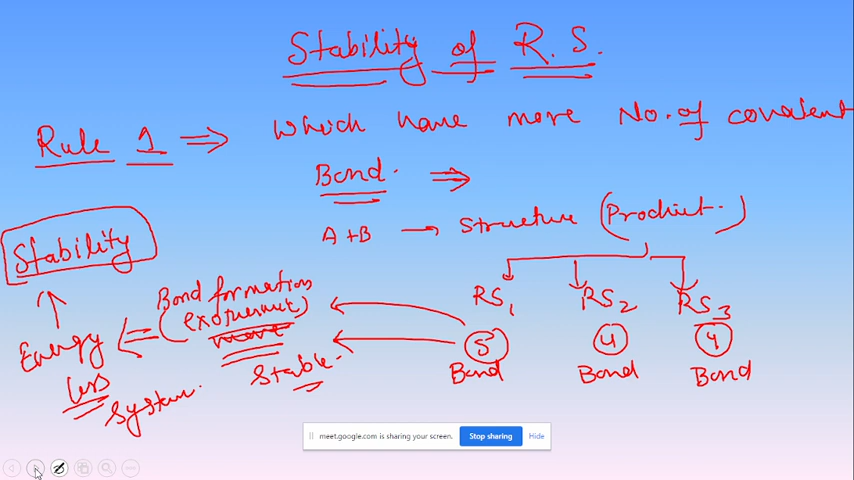 Stability of R.S.
Rule 1 ⇒ Which have more No. of covalent
Bond. ⇒
A+B → Structure (Product.)
Stability
RS1 RS2 RS3
Bond formation
(exothermic)
more
Stable.
5 4 4
Bond Bond Bond
Energy
less
System.
meet.google.com is sharing your screen. Stop sharing Hide